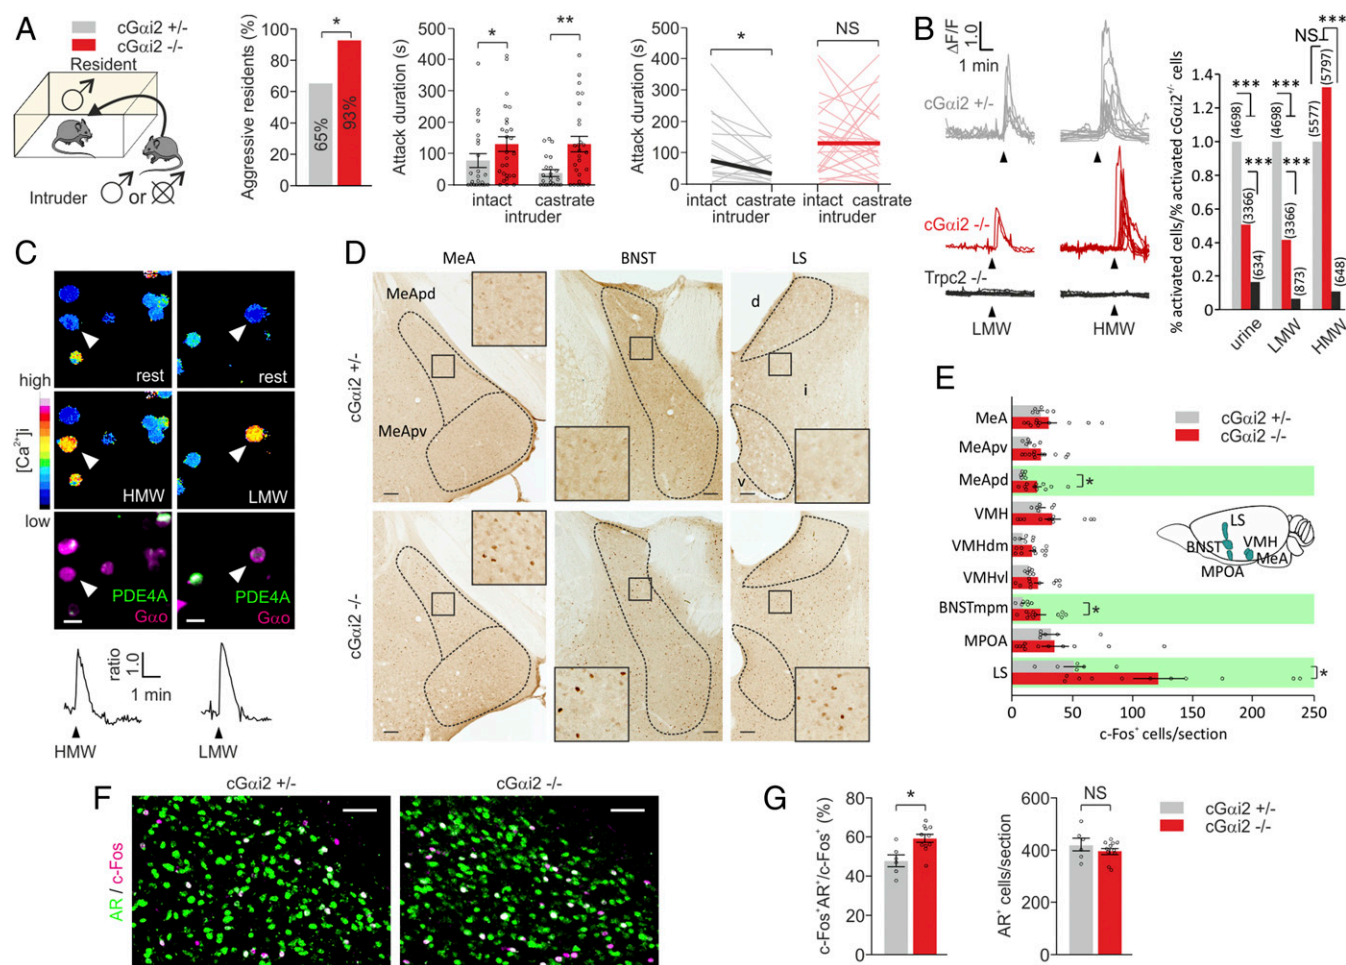 A
cGαi2 +/-
cGαi2 -/-
Resident
Intruder
or
Aggressive residents (%)
100
80
60
40
20
0
*
65%
93%
Attack duration (s)
500
400
300
200
100
0
*
**
intact castrate
intruder
Attack duration (s)
500
400
300
200
100
0
*
NS
intact castrate intact castrate
intruder
B
ΔF/F
1.0
1 min
cGαi2 +/-
cGαi2 -/-
Trpc2 -/-
LMW
HMW
% activated cells/% activated cGαi2+/- cells
1.4
1.2
1.0
0.8
0.6
0.4
0.2
0
***
NS
***
***
***
***
***
(4698)
(3366)
(634)
(4698)
(3366)
(873)
(5577)
(5797)
(648)
urine
LMW
HMW
C
high
[Ca2+]i
low
rest
rest
HMW
LMW
PDE4A
Gαo
PDE4A
Gαo
ratio
1.0
1 min
HMW
LMW
D
MeA
BNST
LS
cGαi2 +/-
MeApd
MeApv
d
i
v
cGαi2 -/-
E
cGαi2 +/-
cGαi2 -/-
MeA
MeApv
MeApd
VMH
VMHdm
VMHvl
BNSTmpm
MPOA
LS
*
*
*
LS
BNST
VMH
MeA
MPOA
0
50
100
150
200
250
c-Fos+ cells/section
F
cGαi2 +/-
cGαi2 -/-
AR / c-Fos
G
c-Fos+AR+/c-Fos+ (%)
80
60
40
20
0
*
AR+ cells/section
600
400
200
0
NS
cGαi2 +/-
cGαi2 -/-